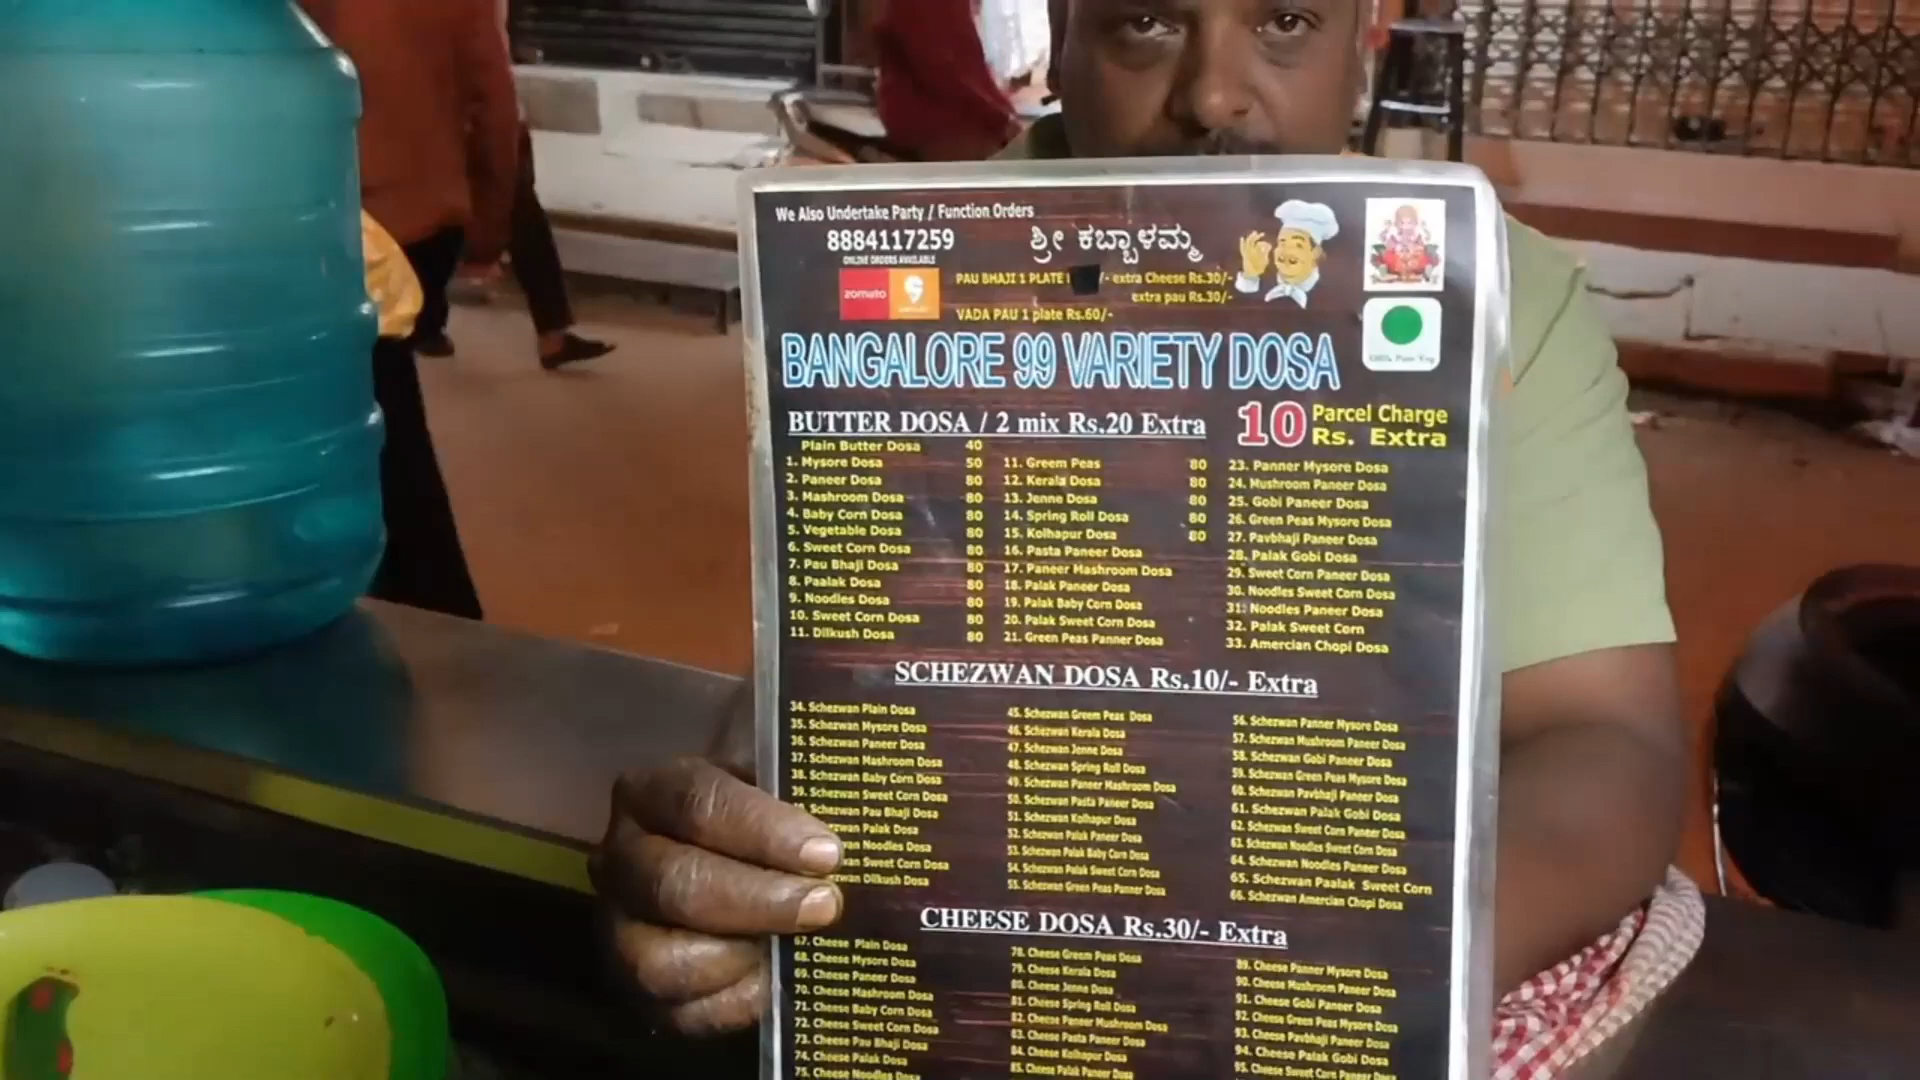 We Also Undertake Party / Function Orders
8884117259
ONLINE ORDERS AVAILABLE
ಶ್ರೀ ಕಬ್ಬಾಳಮ್ಮ
zomato
PAU BHAJI 1 PLATE /- extra Cheese Rs.30/-
extra pau Rs.30/-
VADA PAU 1 plate Rs.60/-
100% Pure Veg
BANGALORE 99 VARIETY DOSA
BUTTER DOSA / 2 mix Rs.20 Extra
10 Parcel Charge
Rs. Extra
Plain Butter Dosa 40
1. Mysore Dosa 50
2. Paneer Dosa 80
3. Mashroom Dosa 80
4. Baby Corn Dosa 80
5. Vegetable Dosa 80
6. Sweet Corn Dosa 80
7. Pau Bhaji Dosa 80
8. Paalak Dosa 80
9. Noodles Dosa 80
10. Sweet Corn Dosa 80
11. Dilkush Dosa 80
11. Greem Peas 80
12. Kerala Dosa 80
13. Jenne Dosa 80
14. Spring Roll Dosa 80
15. Kolhapur Dosa 80
16. Pasta Paneer Dosa
17. Paneer Mashroom Dosa
18. Palak Paneer Dosa
19. Palak Baby Corn Dosa
20. Palak Sweet Corn Dosa
21. Green Peas Panner Dosa
23. Panner Mysore Dosa
24. Mushroom Paneer Dosa
25. Gobi Paneer Dosa
26. Green Peas Mysore Dosa
27. Pavbhaji Paneer Dosa
28. Palak Gobi Dosa
29. Sweet Corn Paneer Dosa
30. Noodles Sweet Corn Dosa
31. Noodles Paneer Dosa
32. Palak Sweet Corn
33. Amercian Chopi Dosa
SCHEZWAN DOSA Rs.10/- Extra
34. Schezwan Plain Dosa
35. Schezwan Mysore Dosa
36. Schezwan Paneer Dosa
37. Schezwan Mashroom Dosa
38. Schezwan Baby Corn Dosa
39. Schezwan Sweet Corn Dosa
Schezwan Pau Bhaji Dosa
zwan Palak Dosa
wan Noodles Dosa
wan Sweet Corn Dosa
zwan Dilkush Dosa
45. Schezwan Greem Peas Dosa
46. Schezwan Kerala Dosa
47. Schezwan Jenne Dosa
48. Schezwan Spring Roll Dosa
49. Schezwan Paneer Mashroom Dosa
50. Schezwan Pasta Paneer Dosa
51. Schezwan Kolhapur Dosa
52. Schezwan Palak Paneer Dosa
53. Schezwan Palak Baby Corn Dosa
54. Schezwan Palak Sweet Corn Dosa
55. Schezwan Green Peas Panner Dosa
56. Schezwan Panner Mysore Dosa
57. Schezwan Mushroom Paneer Dosa
58. Schezwan Gobi Paneer Dosa
59. Schezwan Green Peas Mysore Dosa
60. Schezwan Pavbhaji Paneer Dosa
61. Schezwan Palak Gobi Dosa
62. Schezwan Sweet Corn Paneer Dosa
63. Schezwan Noodles Sweet Corn Dosa
64. Schezwan Noodles Paneer Dosa
65. Schezwan Paalak Sweet Corn
66. Schezwan Amercian Chopi Dosa
CHEESE DOSA Rs.30/- Extra
67. Cheese Plain Dosa
68. Cheese Mysore Dosa
69. Cheese Paneer Dosa
70. Cheese Mashroom Dosa
71. Cheese Baby Corn Dosa
72. Cheese Sweet Corn Dosa
73. Cheese Pau Bhaji Dosa
74. Cheese Palak Dosa
75. Cheese Noodles Dosa
78. Cheese Greem Peas Dosa
79. Cheese Kerala Dosa
80. Cheese Jenne Dosa
81. Cheese Spring Roll Dosa
82. Cheese Paneer Mushroom Dosa
83. Cheese Pasta Paneer Dosa
84. Cheese Kolhapur Dosa
85. Cheese Palak Paneer Dosa
89. Cheese Panner Mysore Dosa
90. Cheese Mushroom Paneer Dosa
91. Cheese Gobi Paneer Dosa
92. Cheese Green Peas Mysore Dosa
93. Cheese Pavbhaji Paneer Dosa
94. Cheese Palak Gobi Dosa
95. Cheese Sweet Corn Paneer Dosa